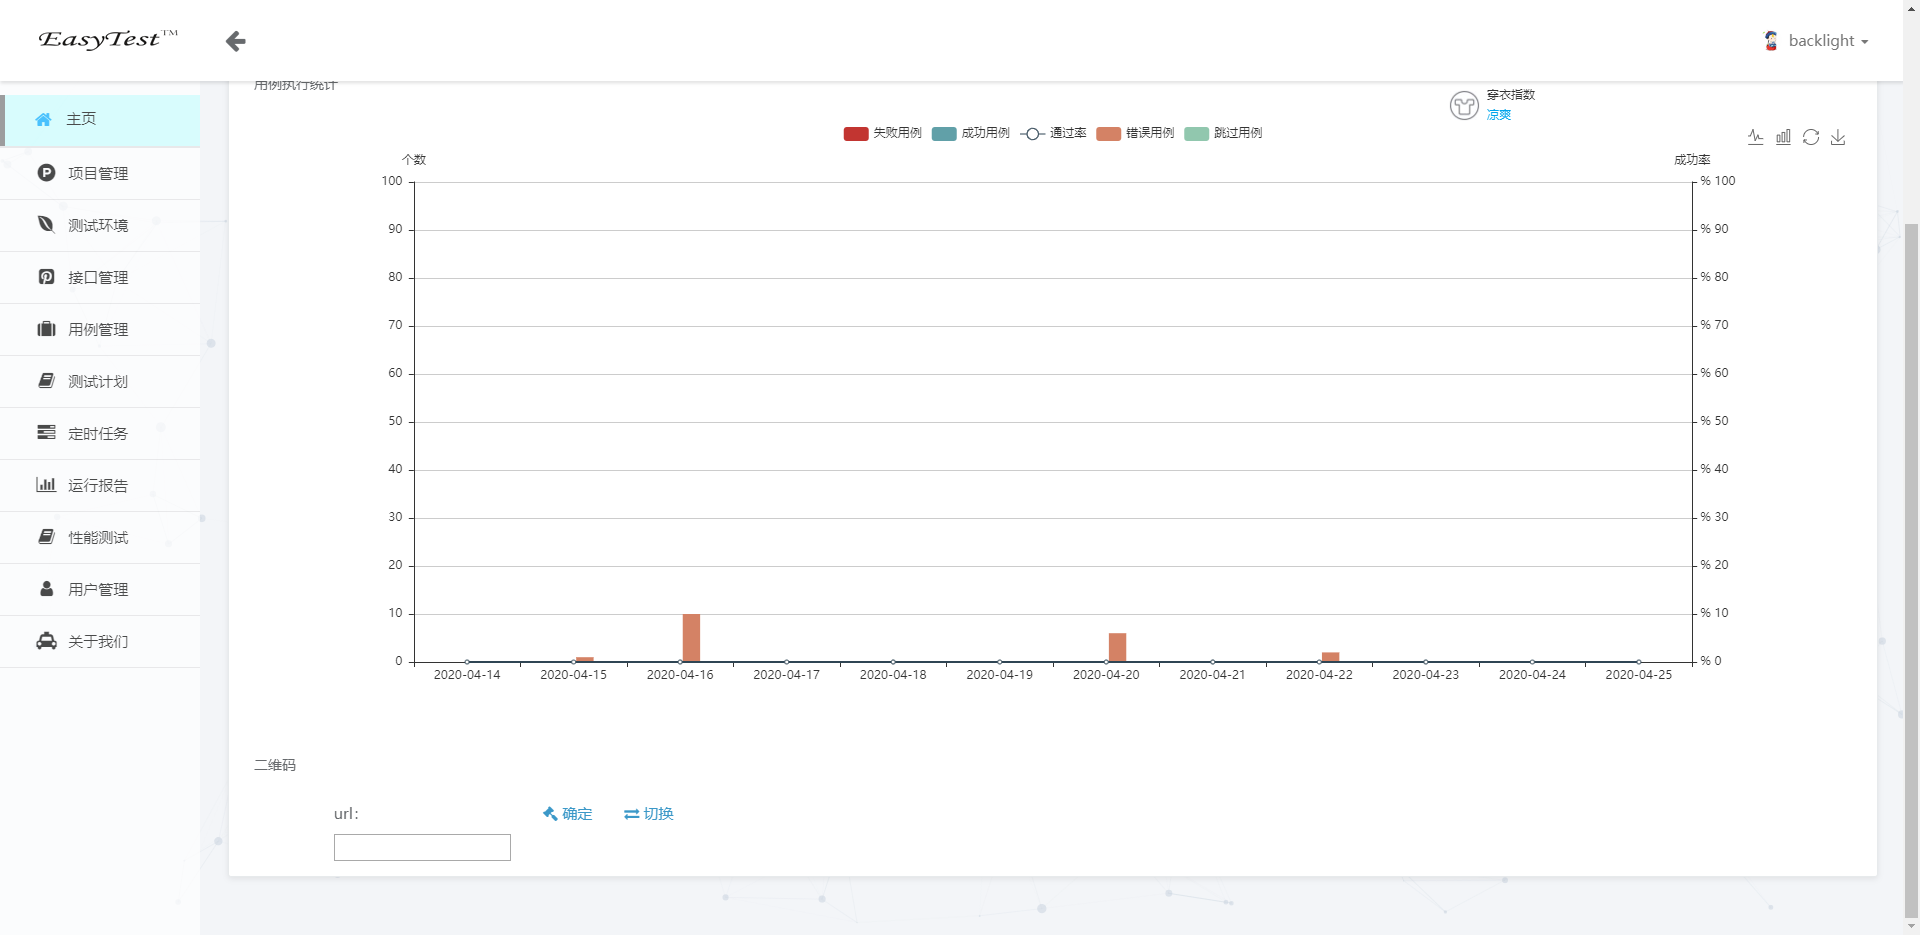 EasyTest™
backlight
主页
项目管理
测试环境
接口管理
用例管理
测试计划
定时任务
运行报告
性能测试
用户管理
关于我们
用例执行统计
穿衣指数
凉爽
失败用例 成功用例 通过率 错误用例 跳过用例
个数
成功率
100
90
80
70
60
50
40
30
20
10
0
% 100
% 90
% 80
% 70
% 60
% 50
% 40
% 30
% 20
% 10
% 0
2020-04-14 2020-04-15 2020-04-16 2020-04-17 2020-04-18 2020-04-19 2020-04-20 2020-04-21 2020-04-22 2020-04-23 2020-04-24 2020-04-25
二维码
url: 确定 切换